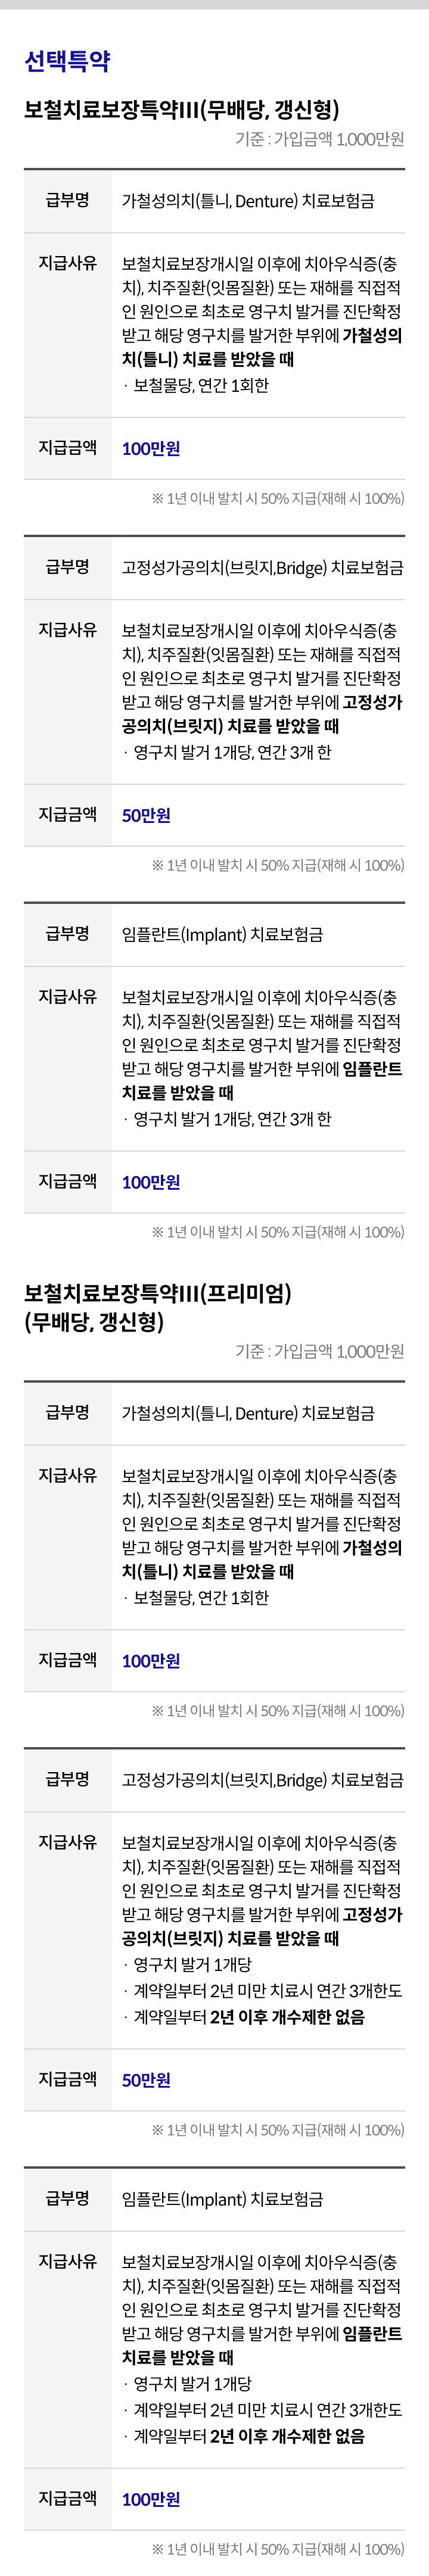 선택특약
보철치료보장특약III(무배당, 갱신형)
기준 : 가입금액 1,000만원
급부명
가철성의치(틀니, Denture) 치료보험금
지급사유
보철치료보장개시일 이후에 치아우식증(충
치), 치주질환(잇몸질환) 또는 재해를 직접적
인 원인으로 최초로 영구치 발거를 진단확정
받고 해당 영구치를 발거한 부위에 가철성의
치(틀니) 치료를 받았을 때
· 보철물당, 연간 1회한
지급금액
100만원
※ 1년 이내 발치 시 50% 지급(재해 시 100%)
급부명
고정성가공의치(브릿지,Bridge) 치료보험금
지급사유
보철치료보장개시일 이후에 치아우식증(충
치), 치주질환(잇몸질환) 또는 재해를 직접적
인 원인으로 최초로 영구치 발거를 진단확정
받고 해당 영구치를 발거한 부위에 고정성가
공의치(브릿지) 치료를 받았을 때
· 영구치 발거 1개당, 연간 3개 한
지급금액
50만원
※ 1년 이내 발치 시 50% 지급(재해 시 100%)
급부명
임플란트(Implant) 치료보험금
지급사유
보철치료보장개시일 이후에 치아우식증(충
치), 치주질환(잇몸질환) 또는 재해를 직접적
인 원인으로 최초로 영구치 발거를 진단확정
받고 해당 영구치를 발거한 부위에 임플란트
치료를 받았을 때
· 영구치 발거 1개당, 연간 3개 한
지급금액
100만원
※ 1년 이내 발치 시 50% 지급(재해 시 100%)
보철치료보장특약III(프리미엄)
(무배당, 갱신형)
기준 : 가입금액 1,000만원
급부명
가철성의치(틀니, Denture) 치료보험금
지급사유
보철치료보장개시일 이후에 치아우식증(충
치), 치주질환(잇몸질환) 또는 재해를 직접적
인 원인으로 최초로 영구치 발거를 진단확정
받고 해당 영구치를 발거한 부위에 가철성의
치(틀니) 치료를 받았을 때
· 보철물당, 연간 1회한
지급금액
100만원
※ 1년 이내 발치 시 50% 지급(재해 시 100%)
급부명
고정성가공의치(브릿지,Bridge) 치료보험금
지급사유
보철치료보장개시일 이후에 치아우식증(충
치), 치주질환(잇몸질환) 또는 재해를 직접적
인 원인으로 최초로 영구치 발거를 진단확정
받고 해당 영구치를 발거한 부위에 고정성가
공의치(브릿지) 치료를 받았을 때
· 영구치 발거 1개당
· 계약일부터 2년 미만 치료시 연간 3개한도
· 계약일부터 2년 이후 개수제한 없음
지급금액
50만원
※ 1년 이내 발치 시 50% 지급(재해 시 100%)
급부명
임플란트(Implant) 치료보험금
지급사유
보철치료보장개시일 이후에 치아우식증(충
치), 치주질환(잇몸질환) 또는 재해를 직접적
인 원인으로 최초로 영구치 발거를 진단확정
받고 해당 영구치를 발거한 부위에 임플란트
치료를 받았을 때
· 영구치 발거 1개당
· 계약일부터 2년 미만 치료시 연간 3개한도
· 계약일부터 2년 이후 개수제한 없음
지급금액
100만원
※ 1년 이내 발치 시 50% 지급(재해 시 100%)